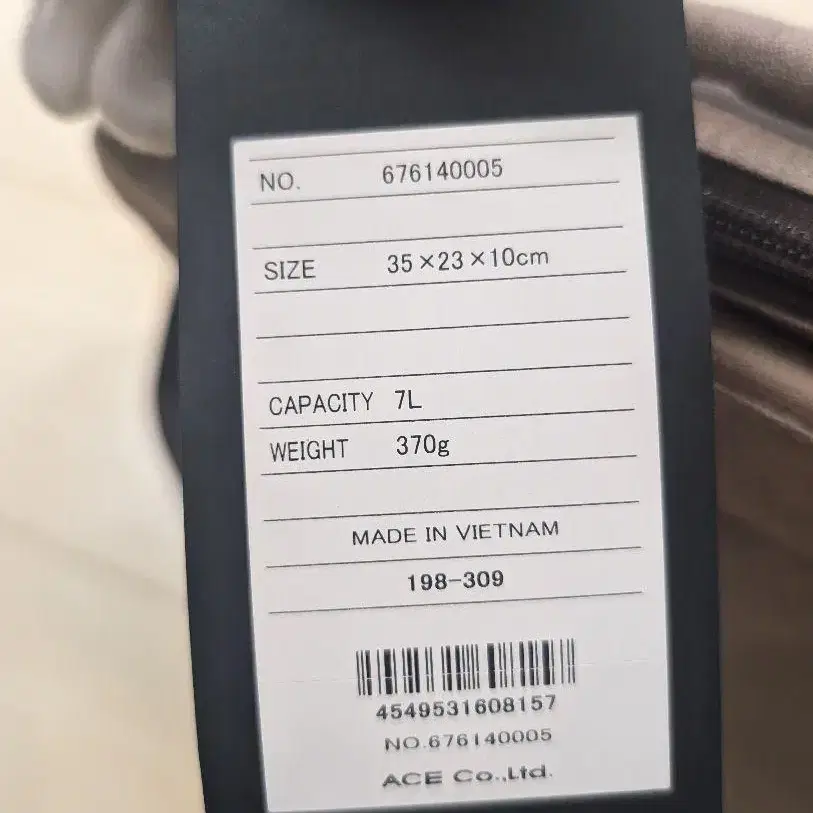 NO. 676140005
SIZE 35×23×10cm
CAPACITY 7L
WEIGHT 370g
MADE IN VIETNAM
198-309
4549531608157
NO.676140005
ACE Co.,Ltd.